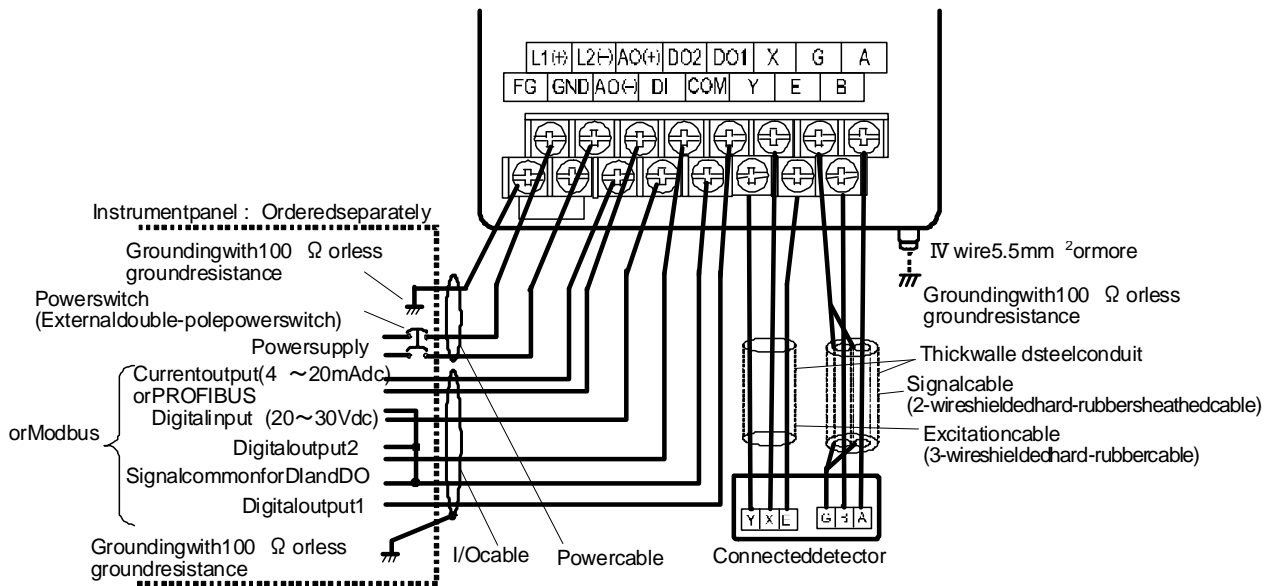 L1(+) L2(-) AO(+) DO2 DO1 X G A
FG GND AO(-) DI COM Y E B
Instrumentpanel : Orderedseparately
Groundingwith100 Ω orless
groundresistance
Powerswitch
(Externaldouble-polepowerswitch)
Powersupply
Currentoutput(4 ~20mAdc)
orPROFIBUS
Digitalinput (20~30Vdc)
orModbus
Digitaloutput2
SignalcommonforDIandDO
Digitaloutput1
Groundingwith100 Ω orless
groundresistance
I/Ocable
Powercable
IV wire5.5mm ²ormore
Groundingwith100 Ω orless
groundresistance
Thickwalle dsteelconduit
Signalcable
(2-wireshieldedhard-rubbersheathedcable)
Excitationcable
(3-wireshieldedhard-rubbercable)
Y X E G B A
Connecteddetector